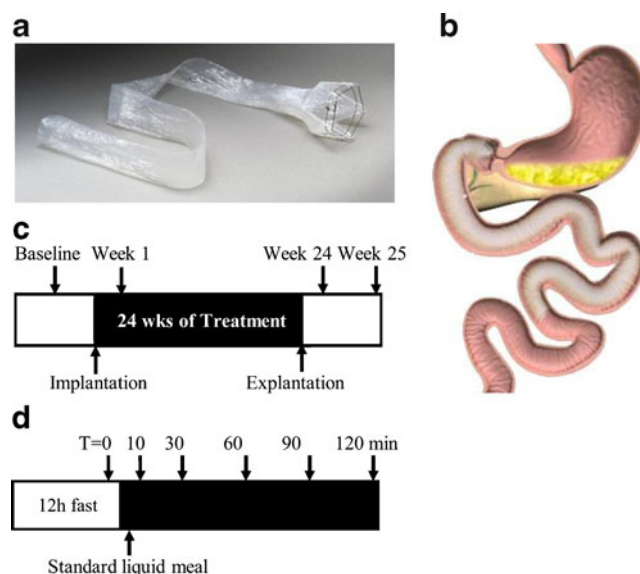 a
b
c
Baseline Week 1 Week 24 Week 25
24 wks of Treatment
Implantation Explantation
d
T=0 10 30 60 90 120 min
12h fast
Standard liquid meal